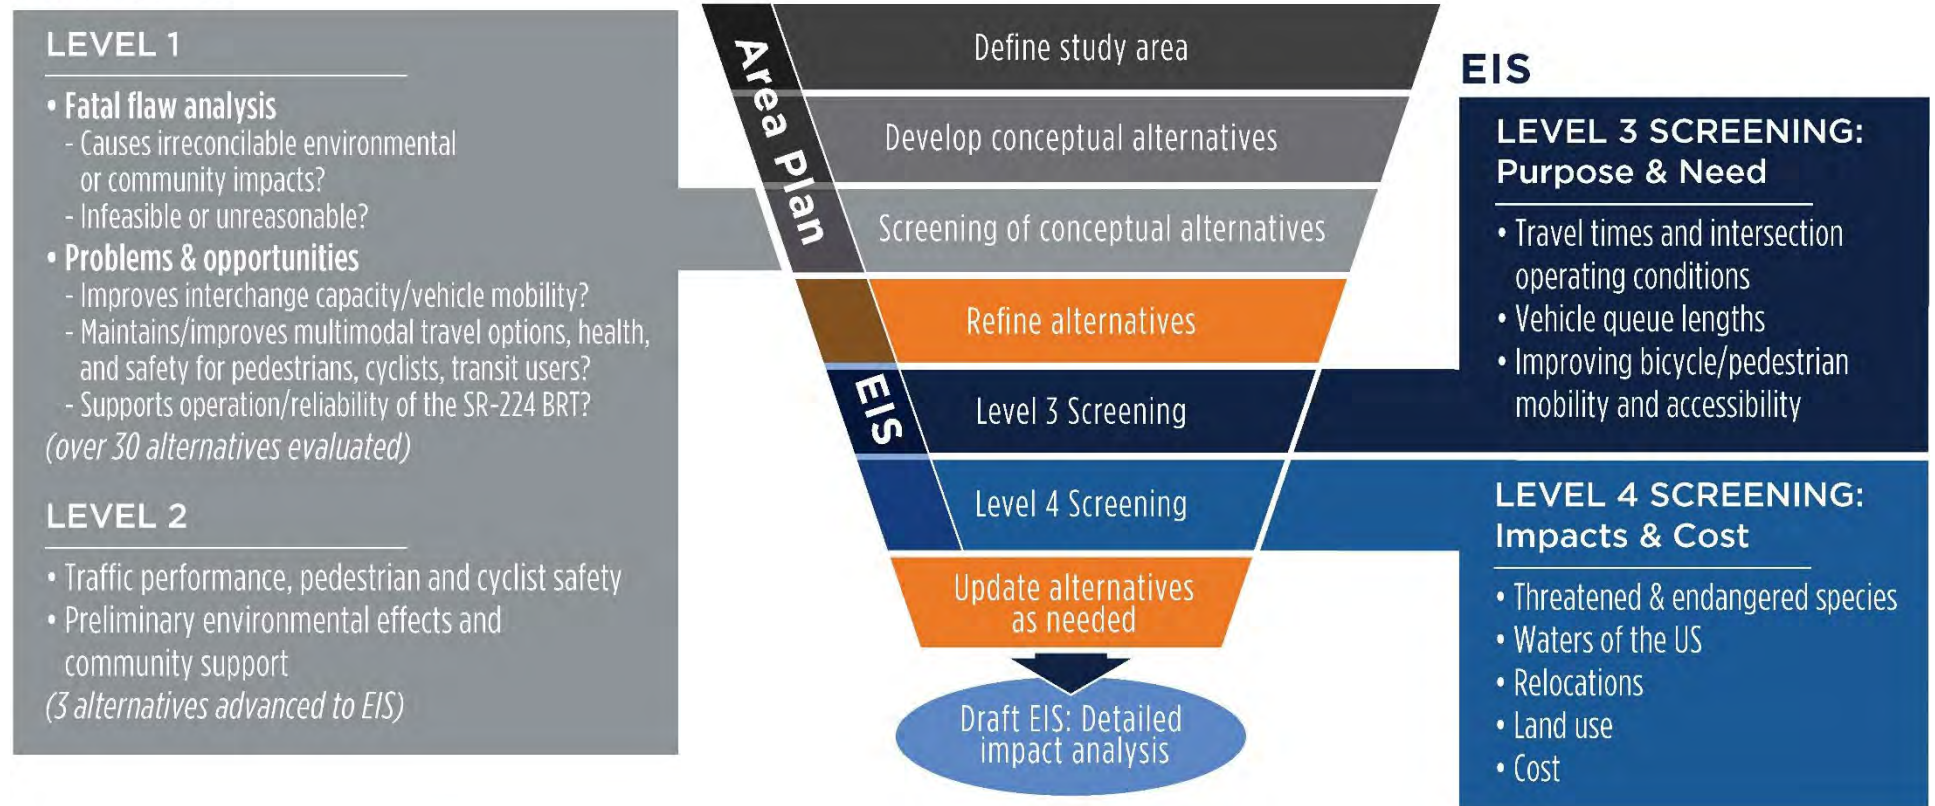 LEVEL 1
• Fatal flaw analysis
- Causes irreconcilable environmental
or community impacts?
- Infeasible or unreasonable?
• Problems & opportunities
- Improves interchange capacity/vehicle mobility?
- Maintains/improves multimodal travel options, health,
and safety for pedestrians, cyclists, transit users?
- Supports operation/reliability of the SR-224 BRT?
(over 30 alternatives evaluated)
LEVEL 2
• Traffic performance, pedestrian and cyclist safety
• Preliminary environmental effects and
community support
(3 alternatives advanced to EIS)
Area Plan
Define study area
Develop conceptual alternatives
Screening of conceptual alternatives
Refine alternatives
EIS
Level 3 Screening
Level 4 Screening
Update alternatives
as needed
Draft EIS: Detailed
impact analysis
EIS
LEVEL 3 SCREENING:
Purpose & Need
• Travel times and intersection
operating conditions
• Vehicle queue lengths
• Improving bicycle/pedestrian
mobility and accessibility
LEVEL 4 SCREENING:
Impacts & Cost
• Threatened & endangered species
• Waters of the US
• Relocations
• Land use
• Cost